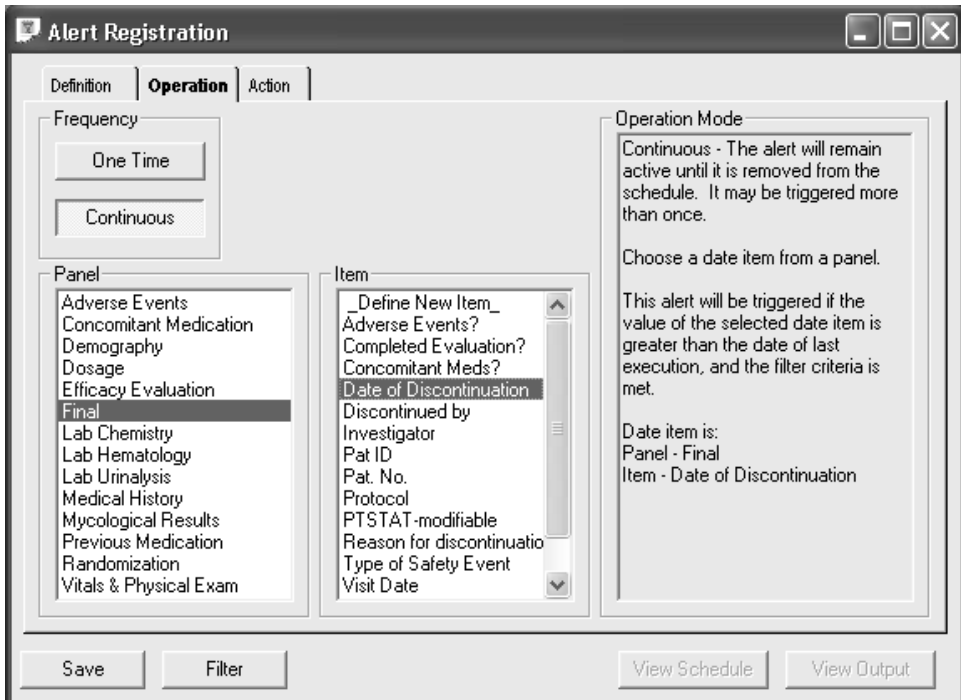 Alert Registration
Definition
Operation
Action
Frequency
One Time
Continuous
Panel
Adverse Events
Concomitant Medication
Demography
Dosage
Efficacy Evaluation
Final
Lab Chemistry
Lab Hematology
Lab Urinalysis
Medical History
Mycological Results
Previous Medication
Randomization
Vitals & Physical Exam
Item
_Define New Item_
Adverse Events?
Completed Evaluation?
Concomitant Meds?
Date of Discontinuation
Discontinued by
Investigator
Pat ID
Pat. No.
Protocol
PTSTAT-modifiable
Reason for discontinuatio
Type of Safety Event
Visit Date
Operation Mode
Continuous - The alert will remain
active until it is removed from the
schedule. It may be triggered more
than once.
Choose a date item from a panel.
This alert will be triggered if the
value of the selected date item is
greater than the date of last
execution, and the filter criteria is
met.
Date item is:
Panel - Final
Item - Date of Discontinuation
Save
Filter
View Schedule
View Output